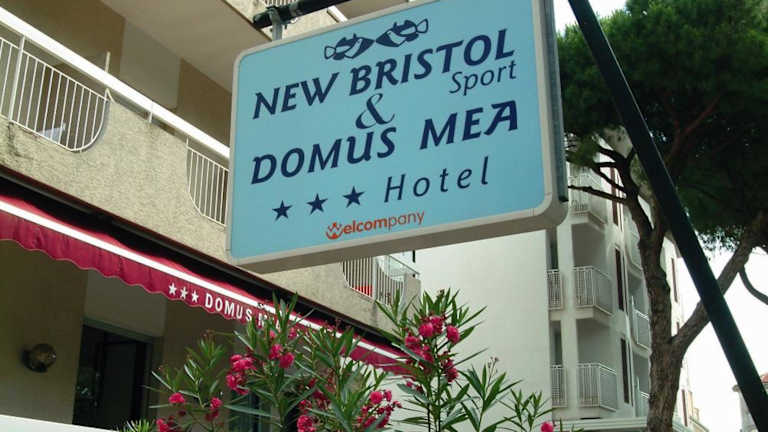 NEW BRISTOL
Sport
&
DOMUS MEA
★★★ Hotel
Welcompany
★★★ DOMUS M